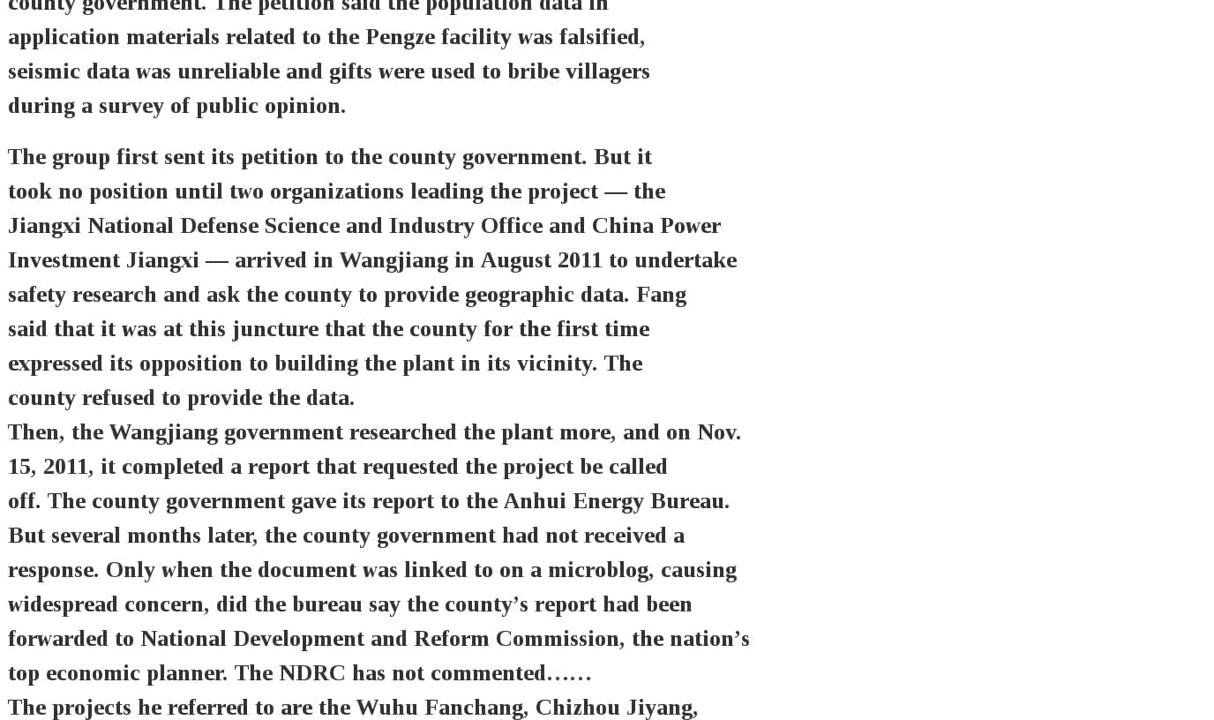 county government. The petition said the population data in
application materials related to the Pengze facility was falsified,
seismic data was unreliable and gifts were used to bribe villagers
during a survey of public opinion.
The group first sent its petition to the county government. But it
took no position until two organizations leading the project — the
Jiangxi National Defense Science and Industry Office and China Power
Investment Jiangxi — arrived in Wangjiang in August 2011 to undertake
safety research and ask the county to provide geographic data. Fang
said that it was at this juncture that the county for the first time
expressed its opposition to building the plant in its vicinity. The
county refused to provide the data.
Then, the Wangjiang government researched the plant more, and on Nov.
15, 2011, it completed a report that requested the project be called
off. The county government gave its report to the Anhui Energy Bureau.
But several months later, the county government had not received a
response. Only when the document was linked to on a microblog, causing
widespread concern, did the bureau say the county’s report had been
forwarded to National Development and Reform Commission, the nation’s
top economic planner. The NDRC has not commented……
The projects he referred to are the Wuhu Fanchang, Chizhou Jiyang,